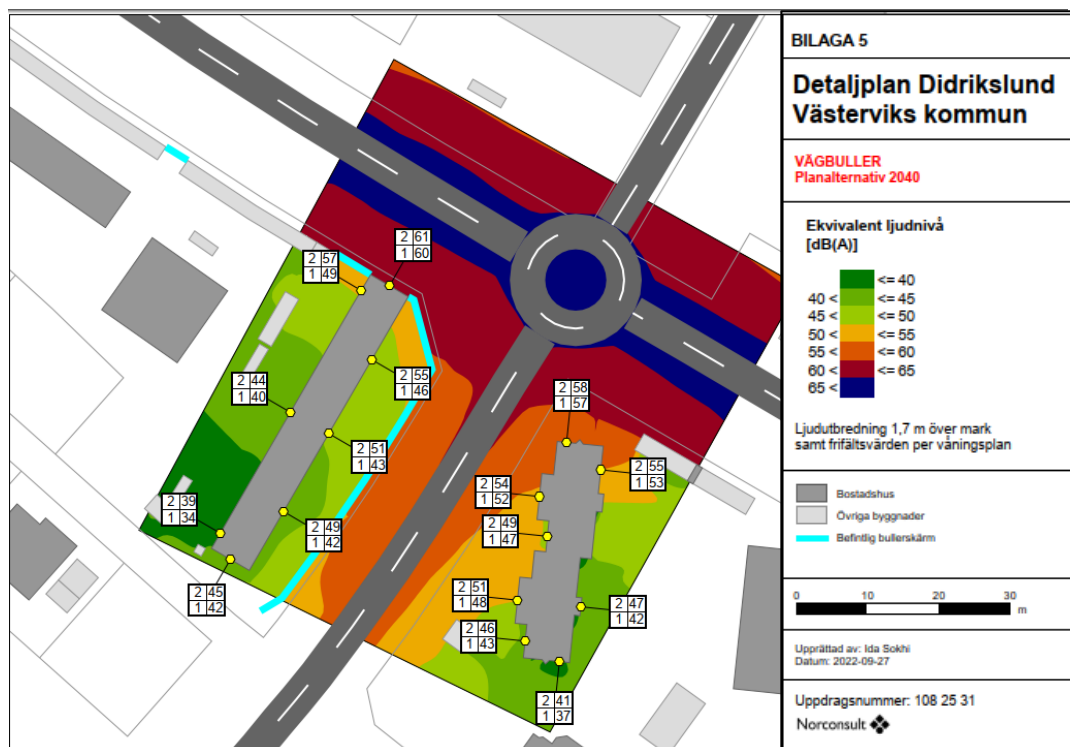 BILAGA 5
Detaljplan Didrikslund
Västerviks kommun
VÄGBULLER
Planalternativ 2040
Ekvivalent ljudnivå
[dB(A)]
<= 40
40 < <= 45
45 < <= 50
50 < <= 55
55 < <= 60
60 < <= 65
65 <
Ljudutbredning 1,7 m över mark
samt frifältsvärden per våningsplan
Bostadshus
Övriga byggnader
Befintlig bullerskärm
0 10 20 30
m
Upprättad av: Ida Sokhi
Datum: 2022-09-27
Uppdragsnummer: 108 25 31
Norconsult
2 61
1 60
2 57
1 49
2 55
1 46
2 44
1 40
2 58
1 57
2 51
1 43
2 55
1 53
2 54
1 52
2 39
1 34
2 49
1 42
2 49
1 47
2 45
1 42
2 51
1 48
2 47
1 42
2 46
1 43
2 41
1 37